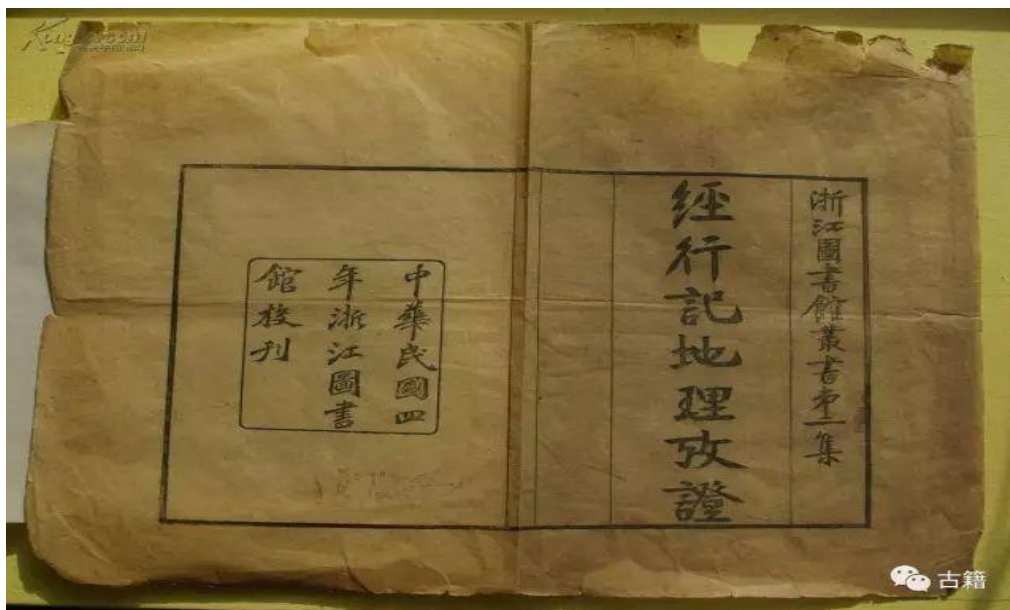 浙江圖書館叢書第二集
經行記地理攷證
中華民國四
年浙江圖書
館校刊
古籍